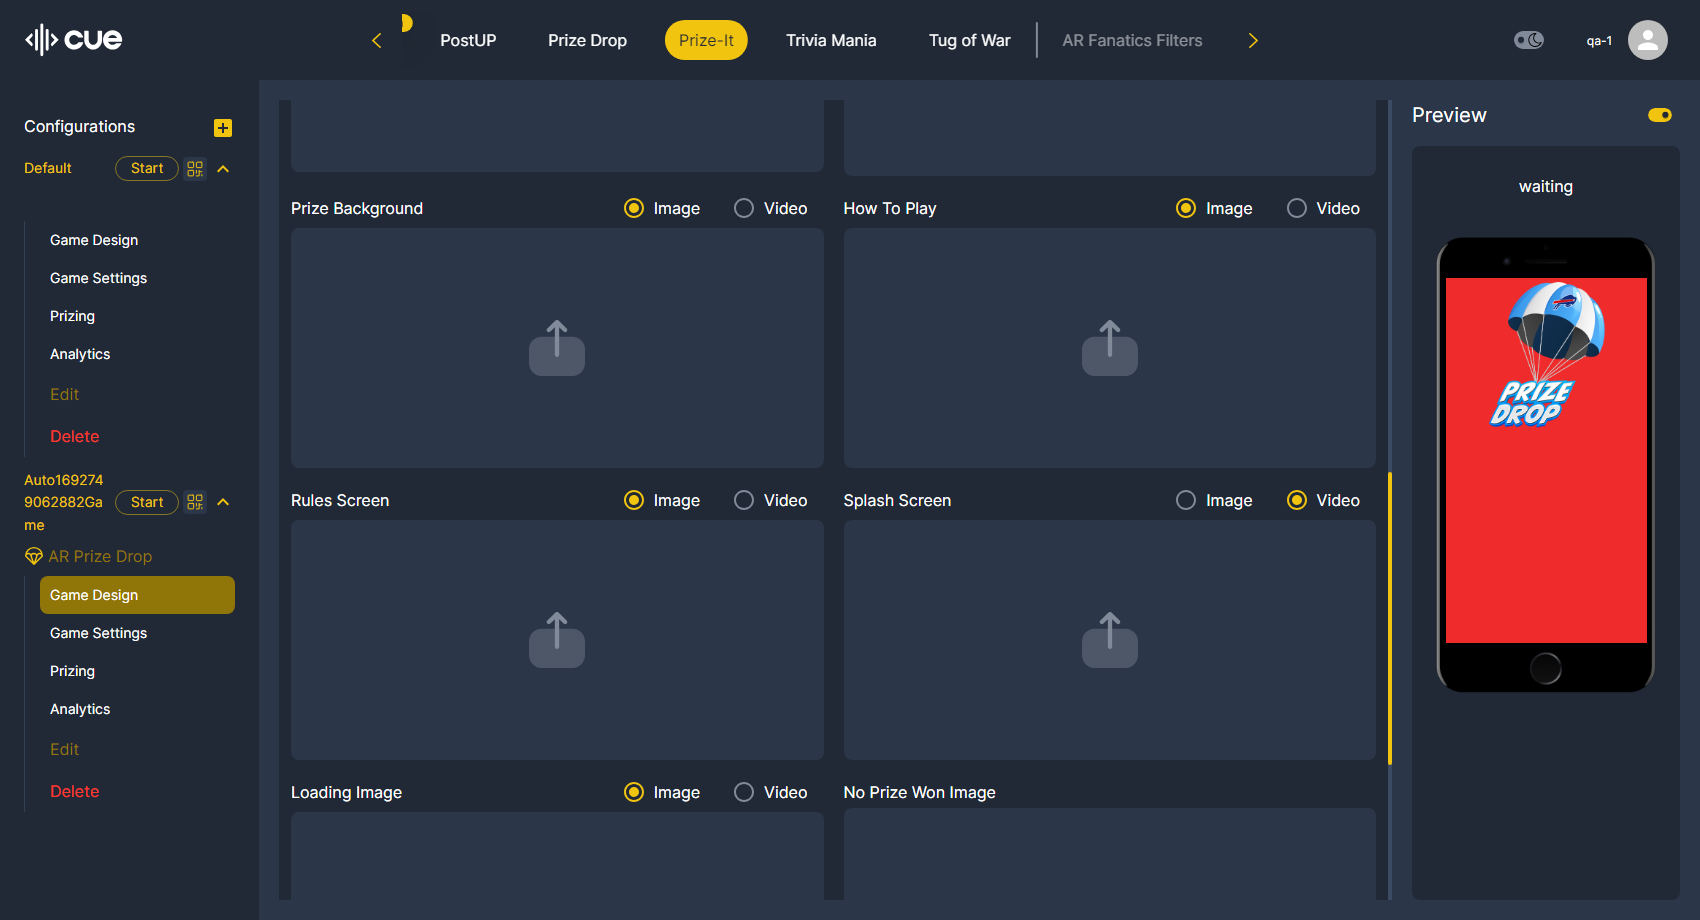 cue
PostUP
Prize Drop
Prize-It
Trivia Mania
Tug of War
AR Fanatics Filters
qa-1
Configurations
Default
Start
Game Design
Game Settings
Prizing
Analytics
Edit
Delete
Auto169274
9062882Ga
me
Start
AR Prize Drop
Game Design
Game Settings
Prizing
Analytics
Edit
Delete
Prize Background
Image
Video
How To Play
Image
Video
Rules Screen
Image
Video
Splash Screen
Image
Video
Loading Image
Image
Video
No Prize Won Image
Preview
waiting
PRIZE
DROP